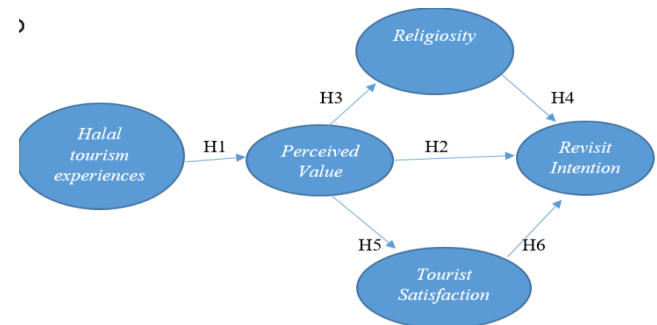 Religiosity
H3
H4
Halal
tourism
experiences
H1
Perceived
Value
H2
Revisit
Intention
H5
H6
Tourist
Satisfaction